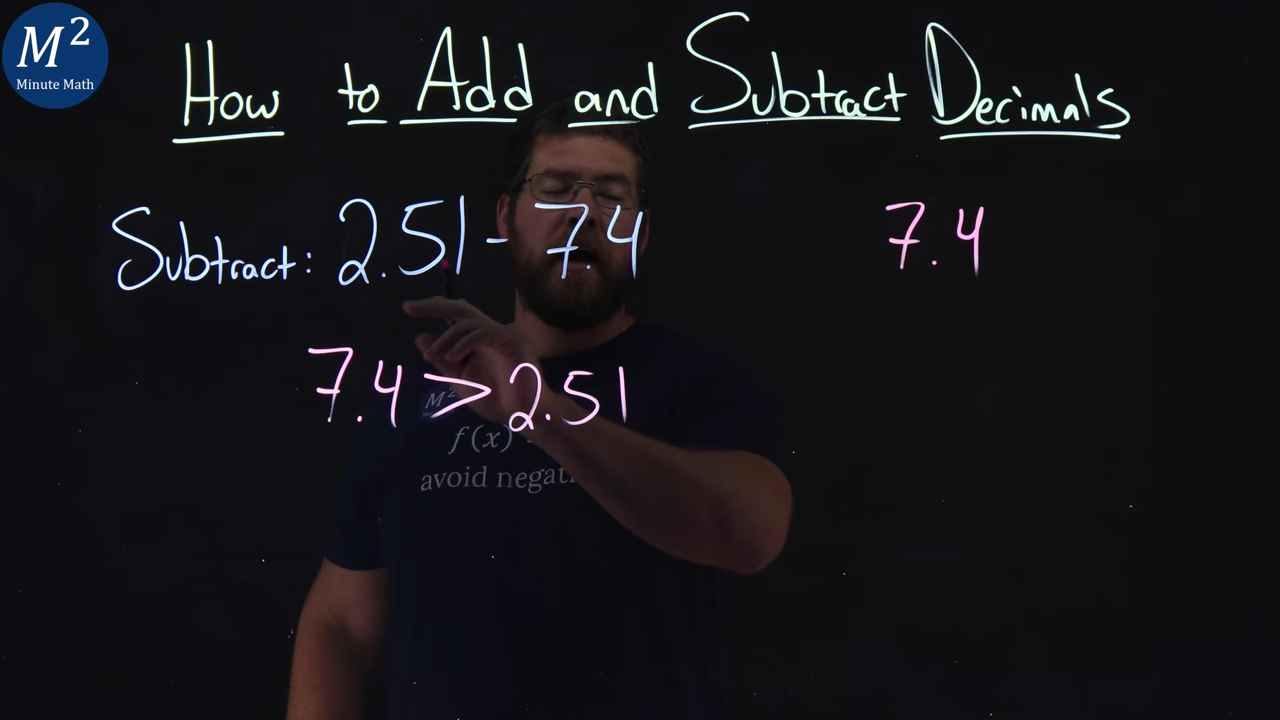 M²
Minute Math
How to Add and Subtract Decimals
Subtract: 2.51 - 7.4
7.4
7.4 > 2.51
M²
f(x)
avoid